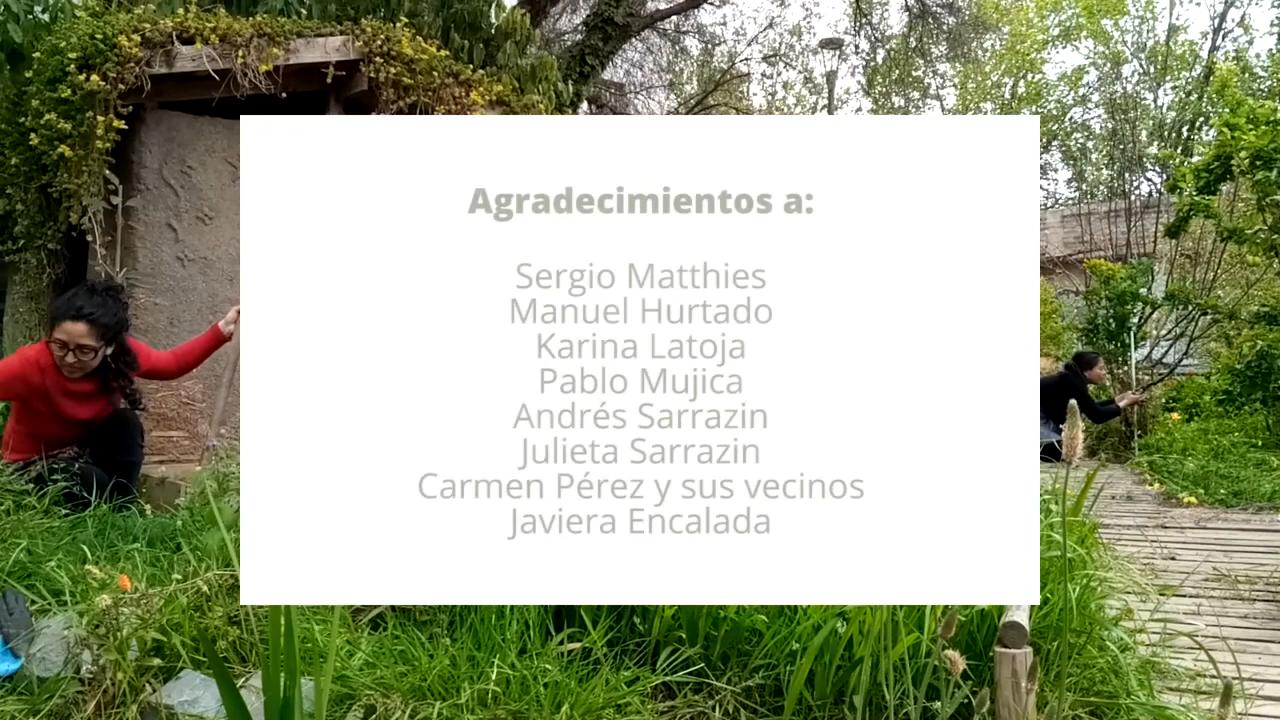 Agradecimientos a:
Sergio Matthies
Manuel Hurtado
Karina Latoja
Pablo Mujica
Andrés Sarrazin
Julieta Sarrazin
Carmen Pérez y sus vecinos
Javiera Encalada